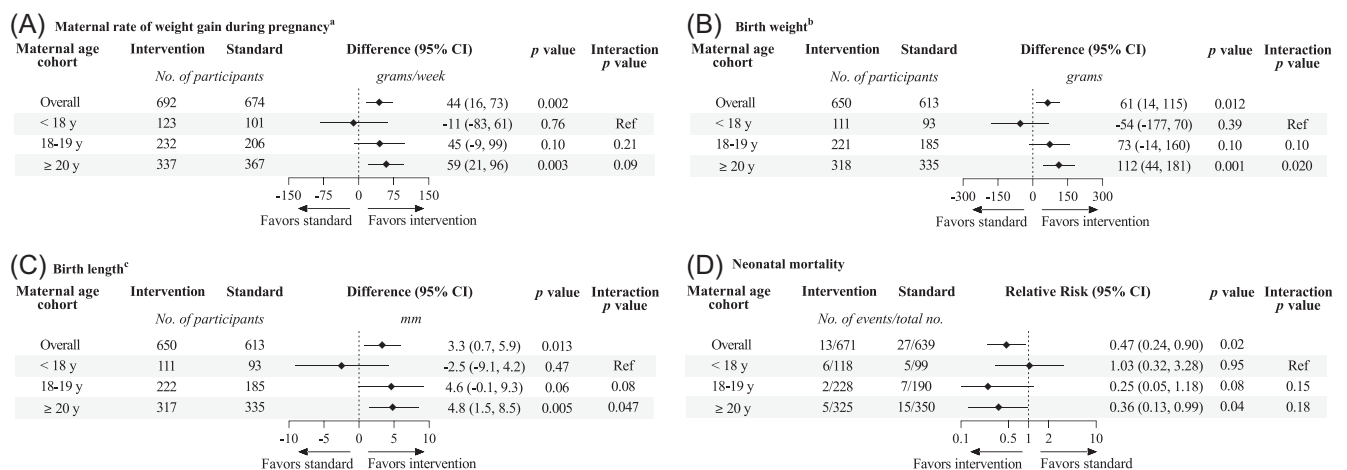 (A) Maternal rate of weight gain during pregnancyᵃ
Maternal age cohort Intervention Standard Difference (95% CI) p value Interaction p value
No. of participants grams/week
Overall 692 674 44 (16, 73) 0.002
< 18 y 123 101 -11 (-83, 61) 0.76 Ref
18-19 y 232 206 45 (-9, 99) 0.10 0.21
≥ 20 y 337 367 59 (21, 96) 0.003 0.09
-150 -75 0 75 150
Favors standard Favors intervention
(B) Birth weightᵇ
Maternal age cohort Intervention Standard Difference (95% CI) p value Interaction p value
No. of participants grams
Overall 650 613 61 (14, 115) 0.012
< 18 y 111 93 -54 (-177, 70) 0.39 Ref
18-19 y 221 185 73 (-14, 160) 0.10 0.10
≥ 20 y 318 335 112 (44, 181) 0.001 0.020
-300 -150 0 150 300
Favors standard Favors intervention
(C) Birth lengthᶜ
Maternal age cohort Intervention Standard Difference (95% CI) p value Interaction p value
No. of participants mm
Overall 650 613 3.3 (0.7, 5.9) 0.013
< 18 y 111 93 -2.5 (-9.1, 4.2) 0.47 Ref
18-19 y 222 185 4.6 (-0.1, 9.3) 0.06 0.08
≥ 20 y 317 335 4.8 (1.5, 8.5) 0.005 0.047
-10 -5 0 5 10
Favors standard Favors intervention
(D) Neonatal mortality
Maternal age cohort Intervention Standard Relative Risk (95% CI) p value Interaction p value
No. of events/total no.
Overall 13/671 27/639 0.47 (0.24, 0.90) 0.02
< 18 y 6/118 5/99 1.03 (0.32, 3.28) 0.95 Ref
18-19 y 2/228 7/190 0.25 (0.05, 1.18) 0.08 0.15
≥ 20 y 5/325 15/350 0.36 (0.13, 0.99) 0.04 0.18
0.1 0.5 1 2 10
Favors intervention Favors standard